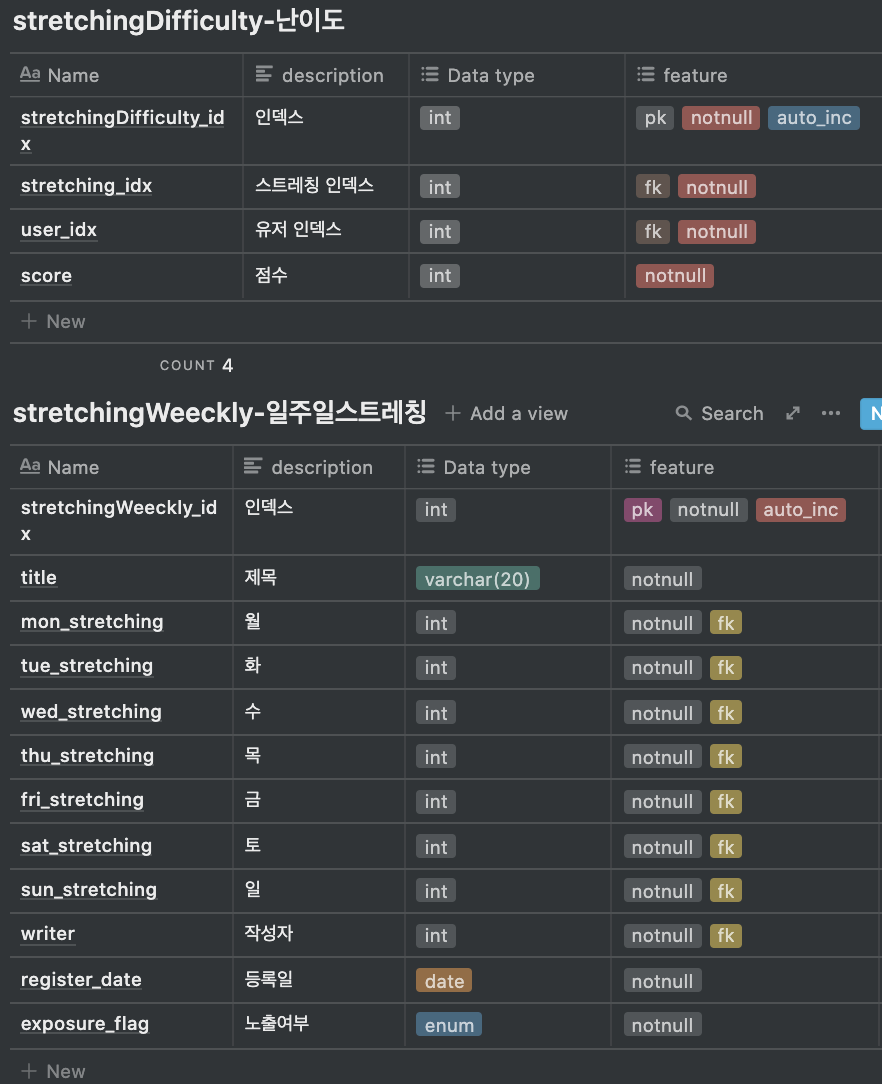 stretchingDifficulty-난이도
Aa Name description Data type feature
stretchingDifficulty_id
x 인덱스 int pk notnull auto_inc
stretching_idx 스트레칭 인덱스 int fk notnull
user_idx 유저 인덱스 int fk notnull
score 점수 int notnull
+ New
COUNT 4
stretchingWeeckly-일주일스트레칭 + Add a view Search ••• N
Aa Name description Data type feature
stretchingWeeckly_id
x 인덱스 int pk notnull auto_inc
title 제목 varchar(20) notnull
mon_stretching 월 int notnull fk
tue_stretching 화 int notnull fk
wed_stretching 수 int notnull fk
thu_stretching 목 int notnull fk
fri_stretching 금 int notnull fk
sat_stretching 토 int notnull fk
sun_stretching 일 int notnull fk
writer 작성자 int notnull fk
register_date 등록일 date notnull
exposure_flag 노출여부 enum notnull
+ New